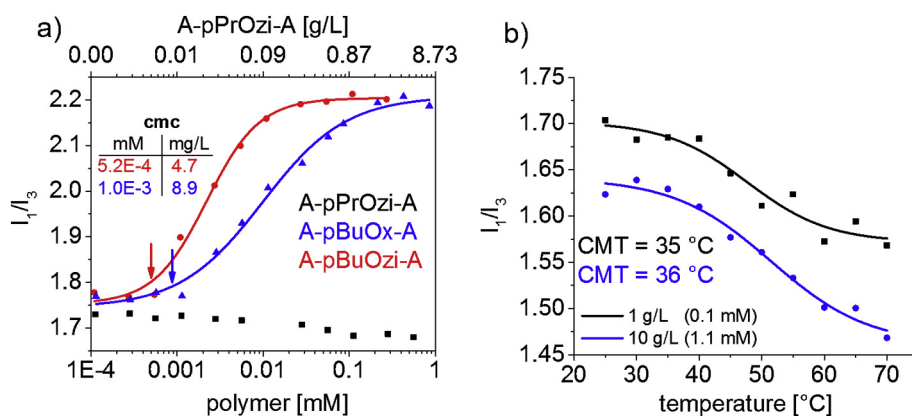 a)
A-pPrOzi-A [g/L]
0.00 0.01 0.09 0.87 8.73
2.2
2.1
2.0
1.9
1.8
1.7
I1/I3
cmc
mM mg/L
5.2E-4 4.7
1.0E-3 8.9
A-pPrOzi-A
A-pBuOx-A
A-pBuOzi-A
1E-4 0.001 0.01 0.1 1
polymer [mM]
b)
1.75
1.70
1.65
1.60
1.55
1.50
1.45
I1/I3
CMT = 35 °C
CMT = 36 °C
1 g/L (0.1 mM)
10 g/L (1.1 mM)
20 30 40 50 60 70
temperature [°C]